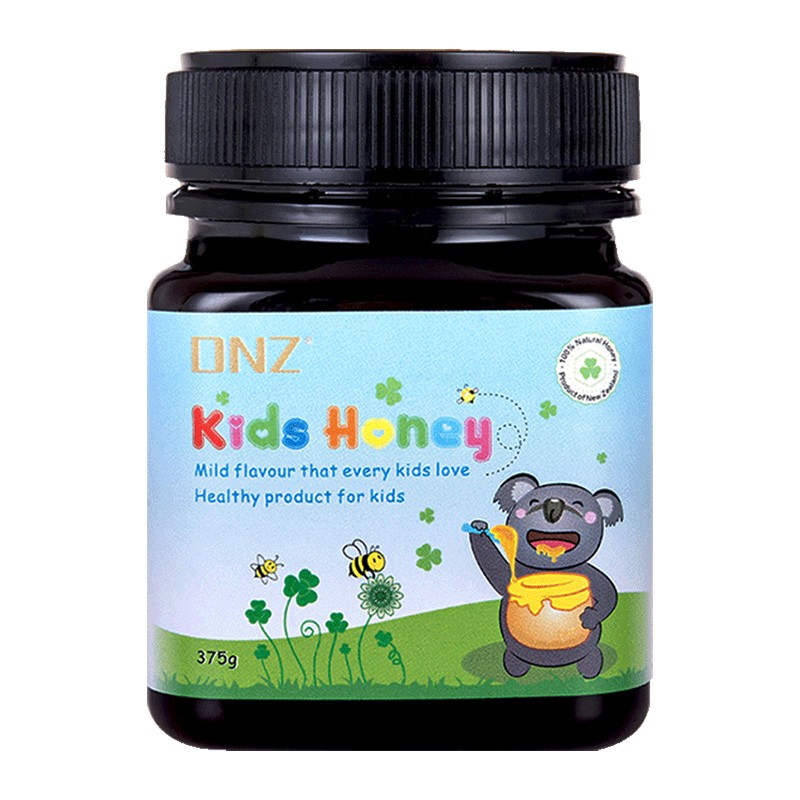 DNZ®
100% Natural Honey
Product of New Zealand
Kids Honey
Mild flavour that every kids love
Healthy product for kids
375g